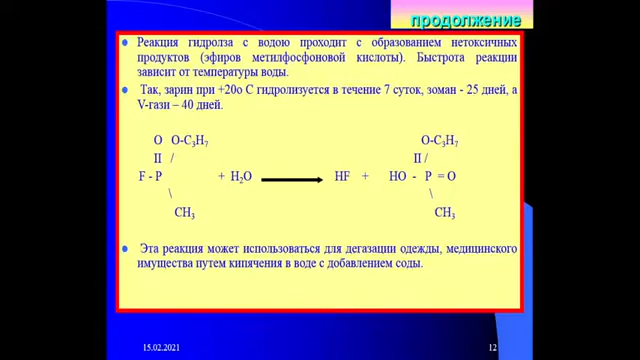 продолжение
Реакция гидролза с водою проходит с образованием нетоксичных
продуктов (эфиров метилфосфоновой кислоты). Быстрота реакции
зависит от температуры воды.
Так, зарин при +20о С гидролизуется в течение 7 суток, зоман - 25 дней, а
V-гази – 40 дней.
O O-C3H7 O-C3H7
II / II /
F - P + H2O HF + HO - P = O
\ \
CH3 CH3
Эта реакция может использоваться для дегазации одежды, медицинского
имущества путем кипячения в воде с добавлением соды.
15.02.2021 12